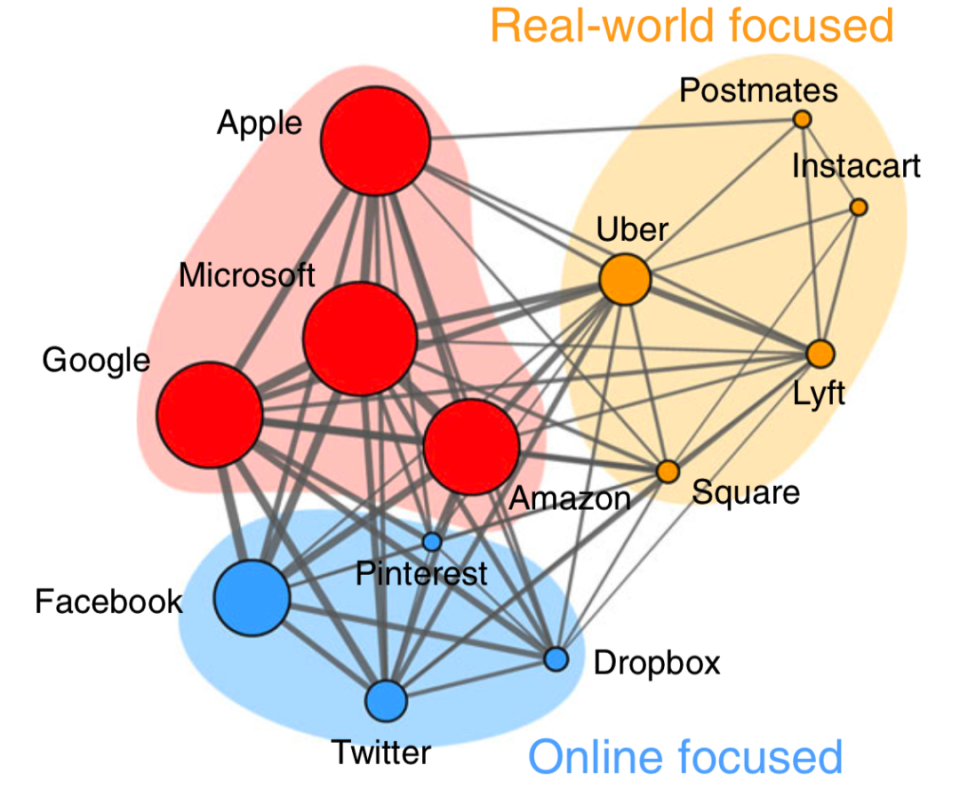 Real-world focused
Postmates
Apple
Instacart
Uber
Microsoft
Google
Lyft
Amazon
Square
Pinterest
Facebook
Dropbox
Twitter
Online focused